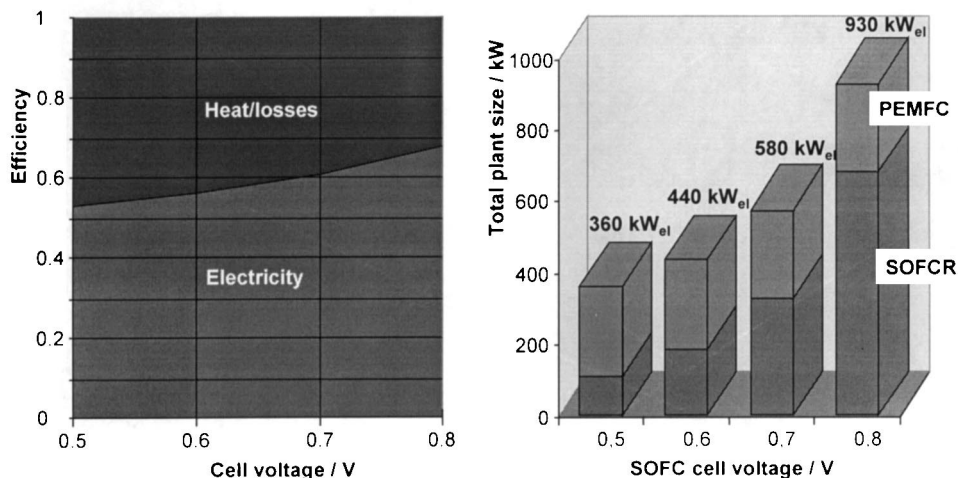 1
0.8
0.6
0.4
0.2
0
Efficiency
Heat/losses
Electricity
0.5 0.6 0.7 0.8
Cell voltage / V
1000
800
600
400
200
0
Total plant size / kW
360 kWel
440 kWel
580 kWel
930 kWel
PEMFC
SOFCR
0.5 0.6 0.7 0.8
SOFC cell voltage / V